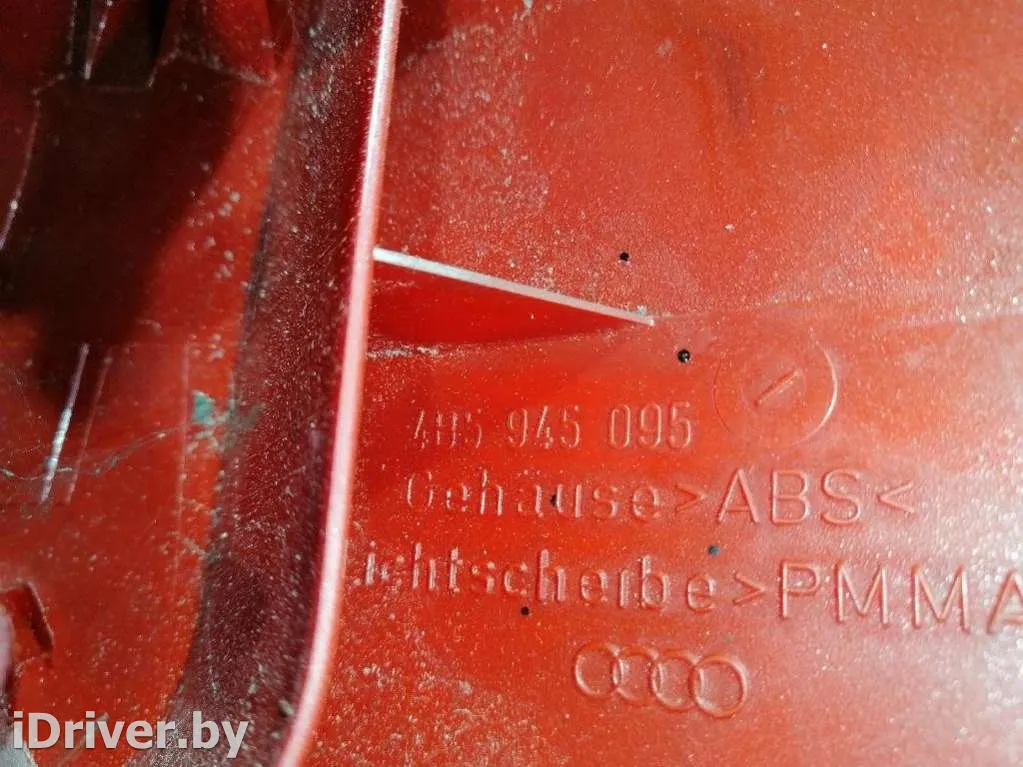 4B5 945 095
Gehäuse >ABS<
Lichtscheibe >PMMA
iDriver.by